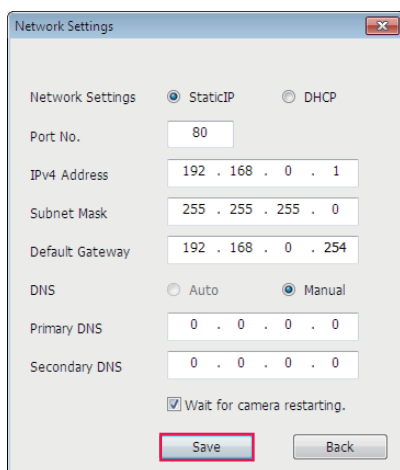 Network Settings
Network Settings StaticIP DHCP
Port No. 80
IPv4 Address 192 . 168 . 0 . 1
Subnet Mask 255 . 255 . 255 . 0
Default Gateway 192 . 168 . 0 . 254
DNS Auto Manual
Primary DNS 0 . 0 . 0 . 0
Secondary DNS 0 . 0 . 0 . 0
Wait for camera restarting.
Save Back